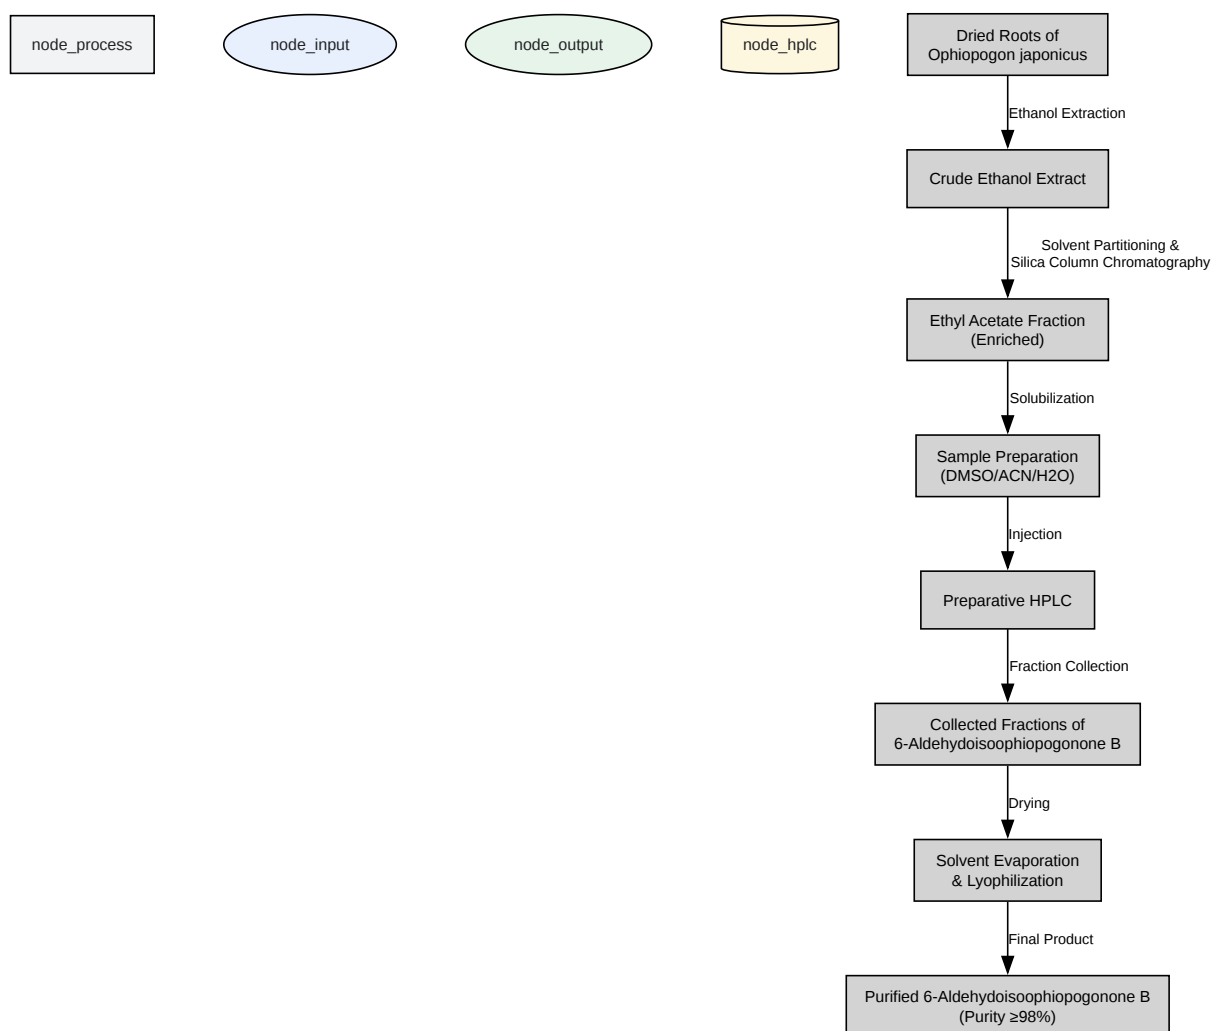 node_process
node_input
node_output
node_hplc
Dried Roots of
Ophiopogon japonicus
Ethanol Extraction
Crude Ethanol Extract
Solvent Partitioning &
Silica Column Chromatography
Ethyl Acetate Fraction
(Enriched)
Solubilization
Sample Preparation
(DMSO/ACN/H2O)
Injection
Preparative HPLC
Fraction Collection
Collected Fractions of
6-Aldehydoisoophiopogonone B
Drying
Solvent Evaporation
& Lyophilization
Final Product
Purified 6-Aldehydoisoophiopogonone B
(Purity ≥98%)